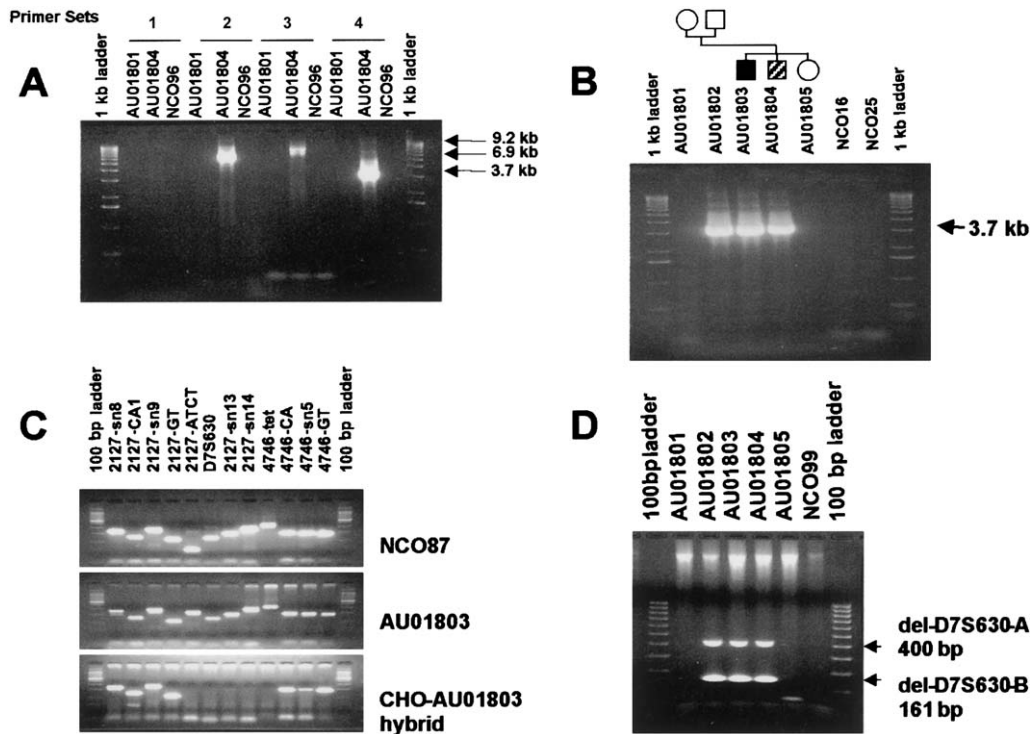 Primer Sets
1 2 3 4
A
1 kb ladder
AU01801
AU01804
NCO96
AU01801
AU01804
NCO96
AU01801
AU01804
NCO96
AU01801
AU01804
NCO96
1 kb ladder
9.2 kb
6.9 kb
3.7 kb
B
1 kb ladder
AU01801
AU01802
AU01803
AU01804
AU01805
NCO16
NCO25
1 kb ladder
3.7 kb
C
100 bp ladder
2127-sn8
2127-CA1
2127-sn9
2127-GT
2127-ATCT
D7S630
2127-sn13
2127-sn14
4746-tet
4746-CA
4746-sn5
4746-GT
100 bp ladder
NCO87
AU01803
CHO-AU01803
hybrid
D
100bpladder
AU01801
AU01802
AU01803
AU01804
AU01805
NCO99
100 bp ladder
del-D7S630-A
400 bp
del-D7S630-B
161 bp